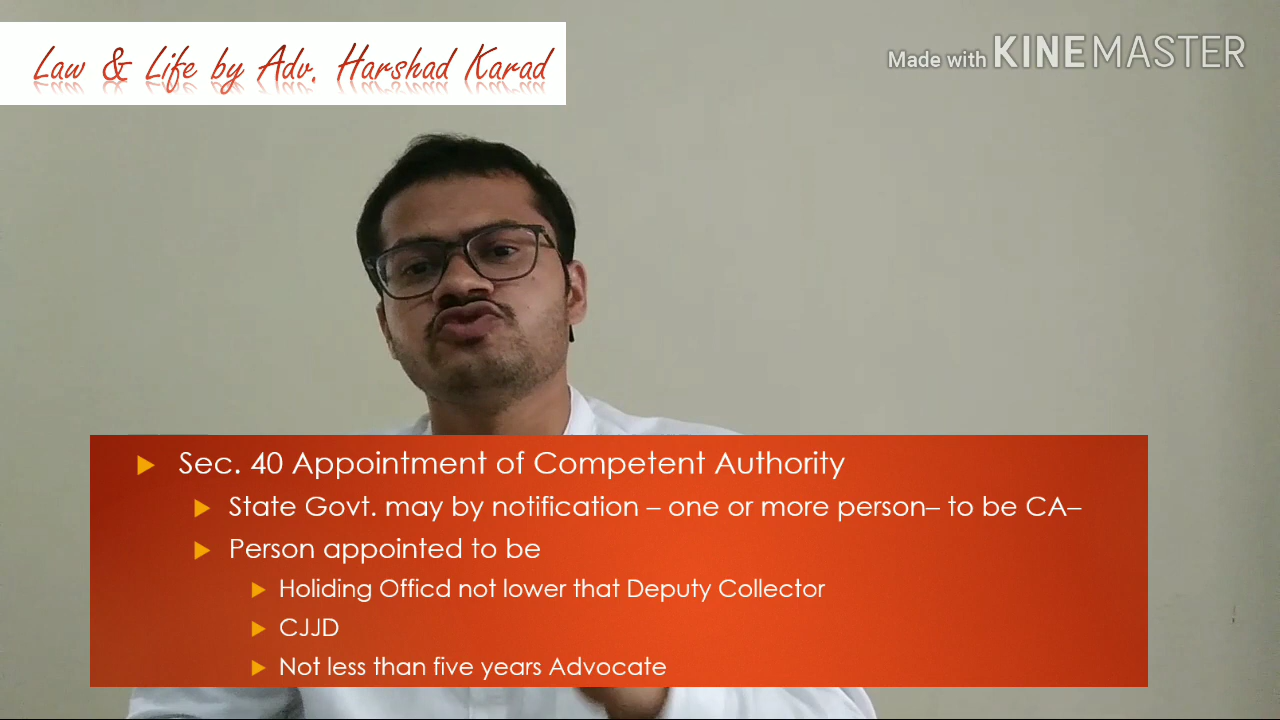 Law & Life by Adv. Harshad Karad
Made with KINEMASTER
Sec. 40 Appointment of Competent Authority
State Govt. may by notification – one or more person– to be CA–
Person appointed to be
Holiding Officd not lower that Deputy Collector
CJJD
Not less than five years Advocate